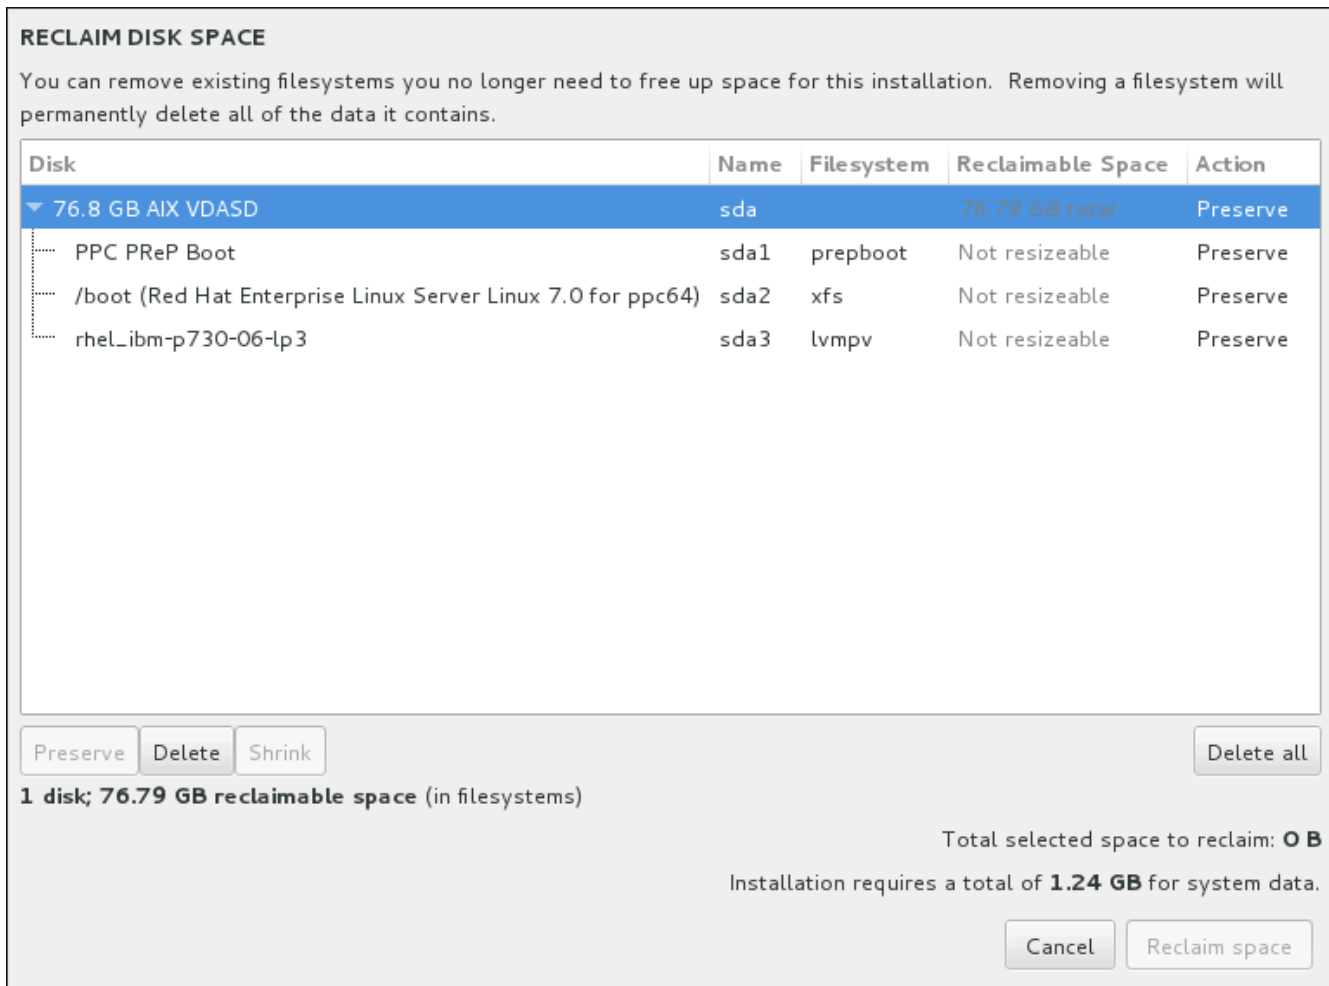 RECLAIM DISK SPACE
You can remove existing filesystems you no longer need to free up space for this installation. Removing a filesystem will
permanently delete all of the data it contains.
Disk Name Filesystem Reclaimable Space Action
76.8 GB AIX VDASD sda 76.79 GB total Preserve
PPC PReP Boot sda1 prepboot Not resizeable Preserve
/boot (Red Hat Enterprise Linux Server Linux 7.0 for ppc64) sda2 xfs Not resizeable Preserve
rhel_ibm-p730-06-lp3 sda3 lvmpv Not resizeable Preserve
Preserve Delete Shrink Delete all
1 disk; 76.79 GB reclaimable space (in filesystems)
Total selected space to reclaim: 0 B
Installation requires a total of 1.24 GB for system data.
Cancel Reclaim space